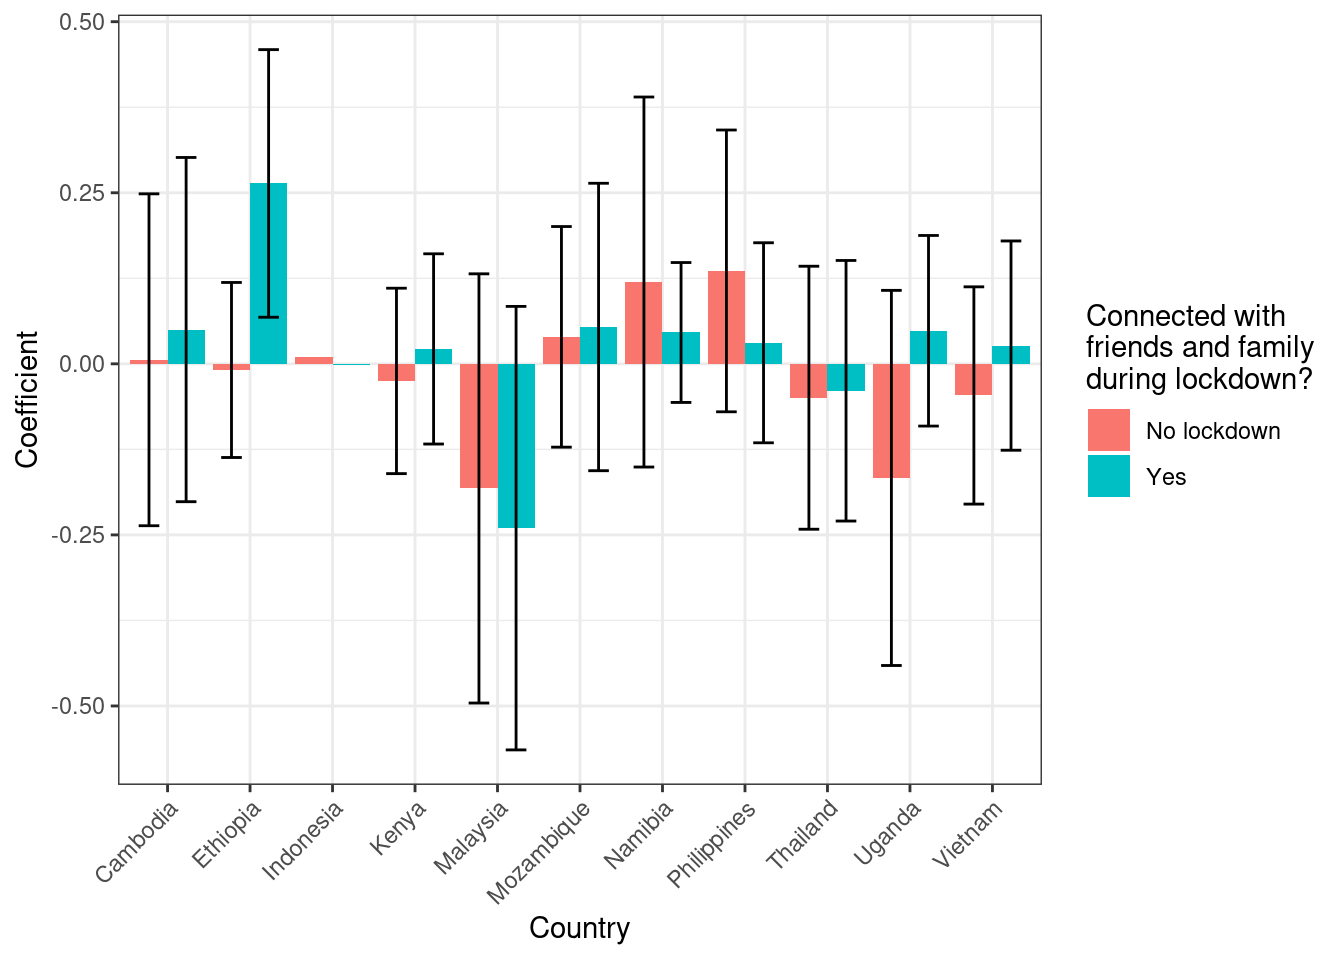 0.50
0.25
0.00
-0.25
-0.50
Coefficient
Cambodia
Ethiopia
Indonesia
Kenya
Malaysia
Mozambique
Namibia
Philippines
Thailand
Uganda
Vietnam
Country
Connected with
friends and family
during lockdown?
No lockdown
Yes